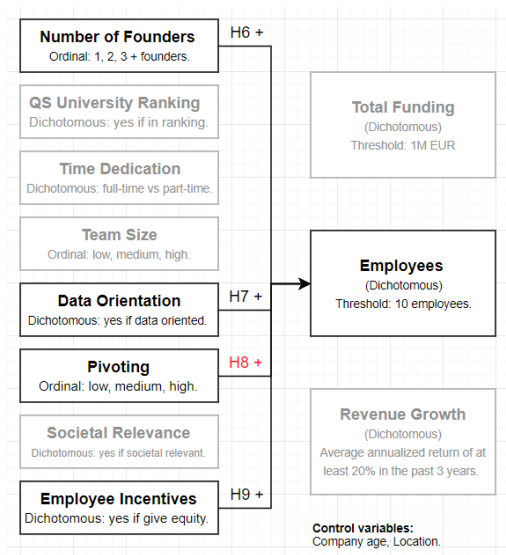 Number of Founders
Ordinal: 1, 2, 3 + founders.
H6 +
QS University Ranking
Dichotomous: yes if in ranking.
Total Funding
(Dichotomous)
Threshold: 1M EUR
Time Dedication
Dichotomous: full-time vs part-time.
Team Size
Ordinal: low, medium, high.
Employees
(Dichotomous)
Threshold: 10 employees.
Data Orientation
Dichotomous: yes if data oriented.
H7 +
Pivoting
Ordinal: low, medium, high.
H8 +
Societal Relevance
Dichotomous: yes if societal relevant.
Revenue Growth
(Dichotomous)
Average annualized return of at
least 20% in the past 3 years.
Employee Incentives
Dichotomous: yes if give equity.
H9 +
Control variables:
Company age, Location.